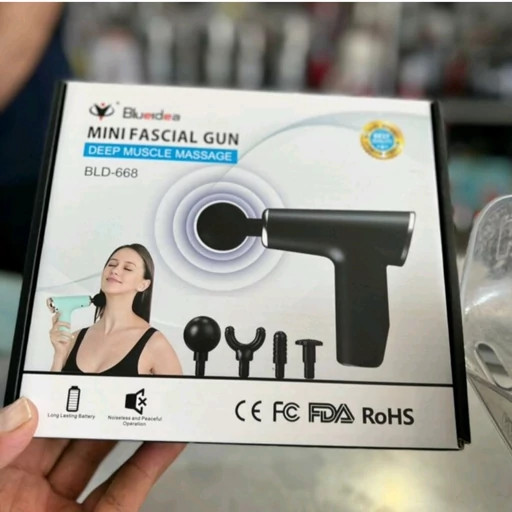 Blueidea
MINI FASCIAL GUN
DEEP MUSCLE MASSAGE
BLD-668
Long Lasting Battery
Noiseless and Peaceful
Operation
CE FC FDA RoHS